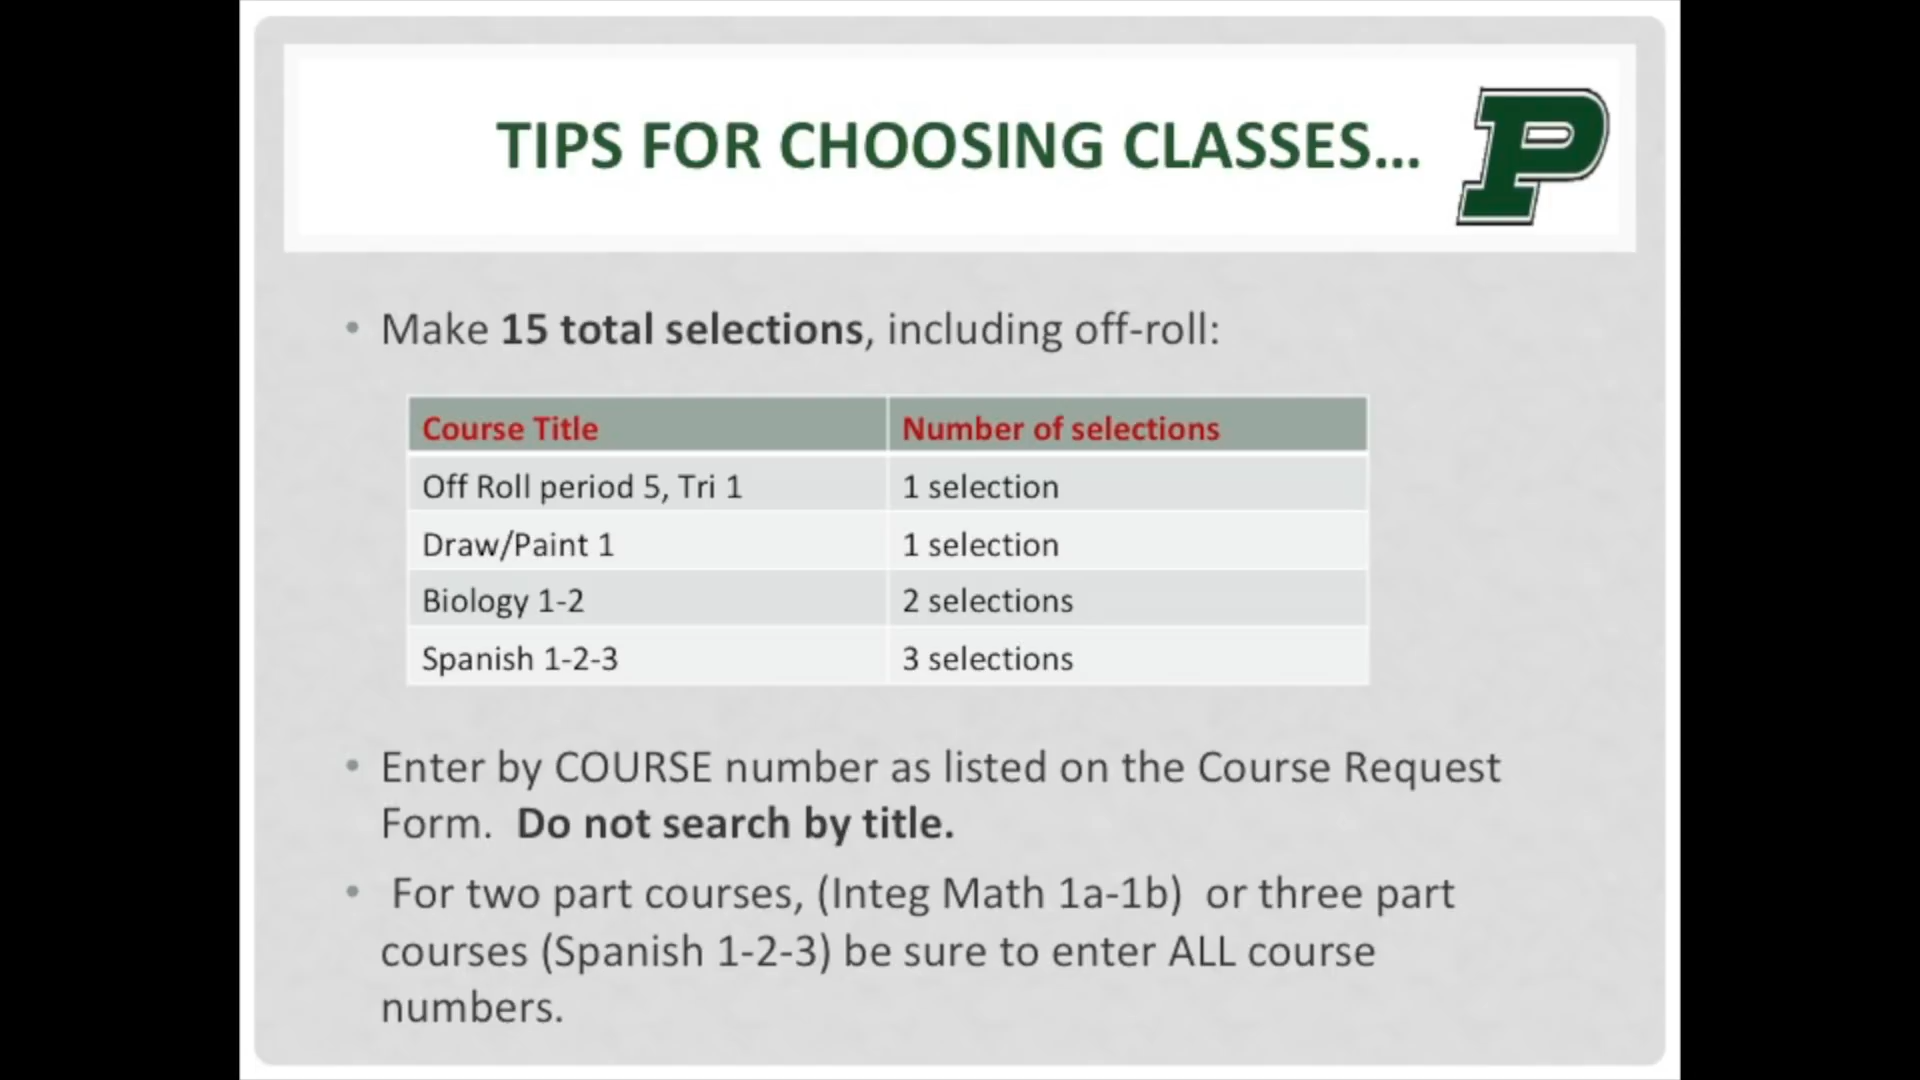 TIPS FOR CHOOSING CLASSES...
P
• Make 15 total selections, including off-roll:
Course Title Number of selections
Off Roll period 5, Tri 1 1 selection
Draw/Paint 1 1 selection
Biology 1-2 2 selections
Spanish 1-2-3 3 selections
• Enter by COURSE number as listed on the Course Request
Form. Do not search by title.
• For two part courses, (Integ Math 1a-1b) or three part
courses (Spanish 1-2-3) be sure to enter ALL course
numbers.